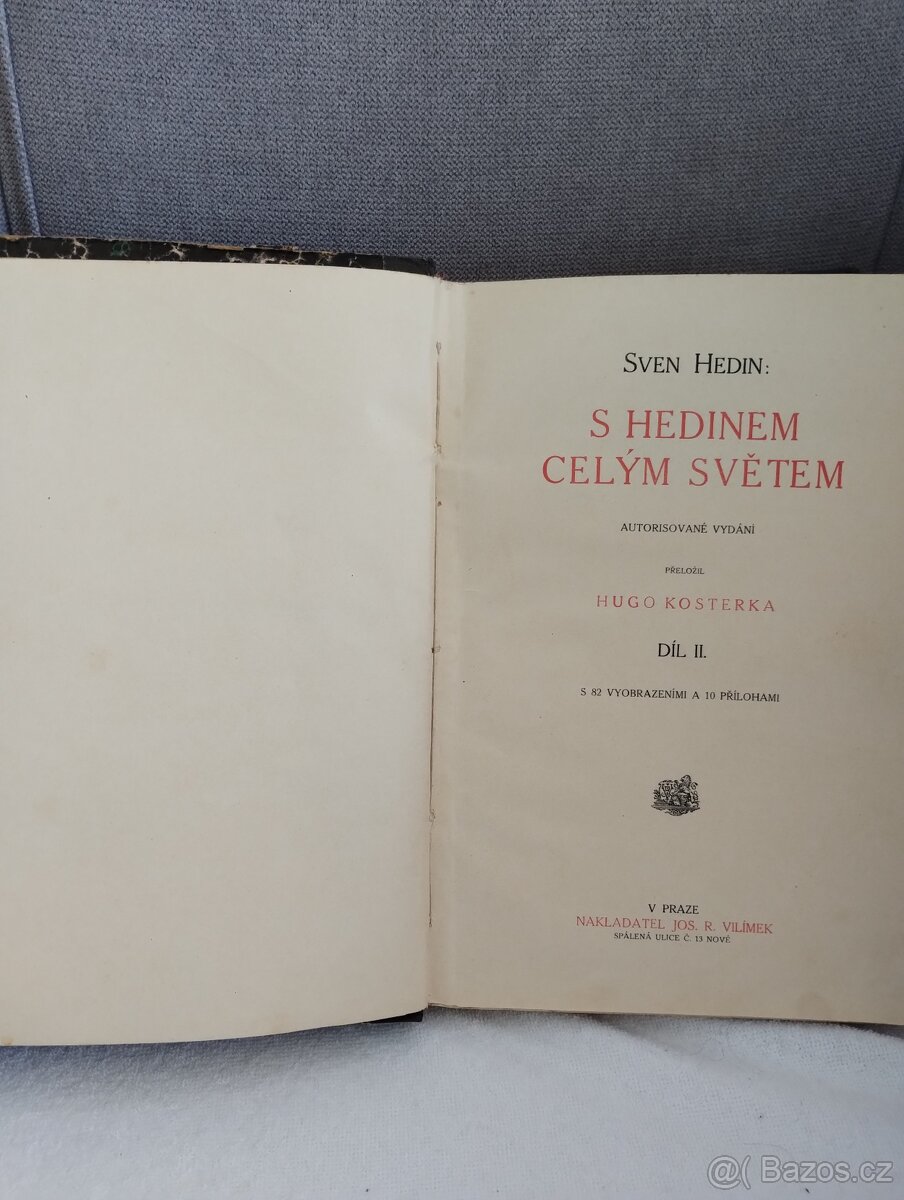 SVEN HEDIN:
S HEDINEM
CELÝM SVĚTEM
AUTORISOVANÉ VYDÁNÍ
PŘELOŽIL
HUGO KOSTERKA
DÍL II.
S 82 VYOBRAZENÍMI A 10 PŘÍLOHAMI
V PRAZE
NAKLADATEL JOS. R. VILÍMEK
SPÁLENÁ ULICE Č. 13 NOVÉ
@( Bazos.cz